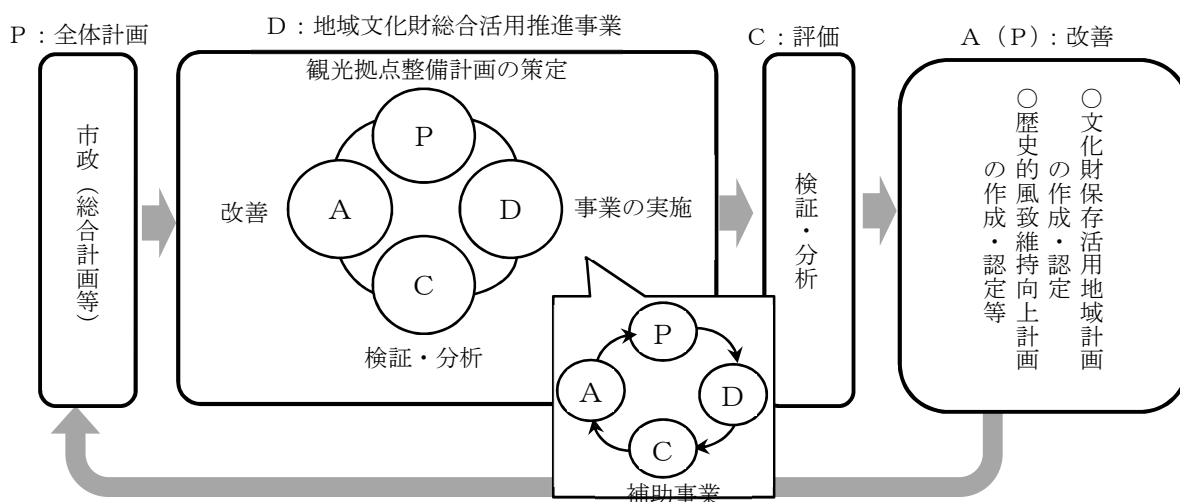 P：全体計画
市政（総合計画等）
D：地域文化財総合活用推進事業
観光拠点整備計画の策定
P
改善
A
D
事業の実施
C
検証・分析
P
A
D
C
補助事業
C：評価
検証・分析
A（P）：改善
○文化財保存活用地域計画
の作成・認定
○歴史的風致維持向上計画
の作成・認定等